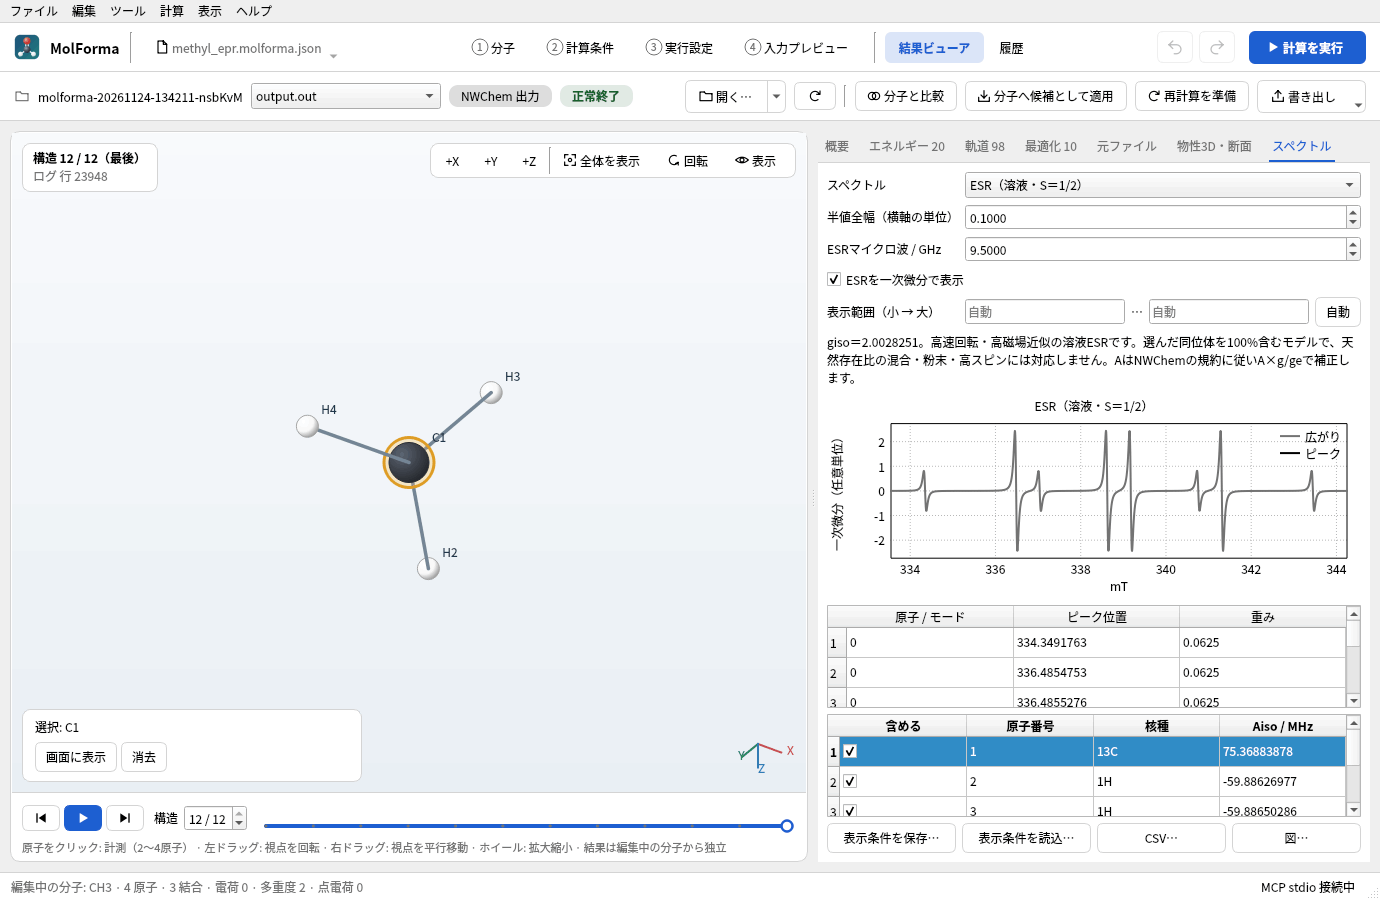 ファイル 編集 ツール 計算 表示 ヘルプ
MolForma methyl_epr.molforma.json 1 分子 2 計算条件 3 実行設定 4 入力プレビュー 結果ビューア 履歴 計算を実行
molforma-20261124-134211-nsbKvM output.out NWChem 出力 正常終了 開く… 分子と比較 分子へ候補として適用 再計算を準備 書き出し
構造 12 / 12（最後）
ログ 行 23948
+X +Y +Z 全体を表示 回転 表示
H3
H4
C1
H2
選択: C1
画面に表示 消去
X
Y
Z
構造 12 / 12
原子をクリック: 計測（2〜4原子） · 左ドラッグ: 視点を回転 · 右ドラッグ: 視点を平行移動 · ホイール: 拡大縮小 · 結果は編集中の分子から独立
概要 エネルギー 20 軌道 98 最適化 10 元ファイル 物性3D・断面 スペクトル
スペクトル ESR（溶液・S＝1/2）
半値全幅（横軸の単位） 0.1000
ESRマイクロ波 / GHz 9.5000
ESRを一次微分で表示
表示範囲（小 → 大） 自動 … 自動 自動
giso＝2.0028251。高速回転・高磁場近似の溶液ESRです。選んだ同位体を100%含むモデルで、天
然存在比の混合・粉末・高スピンには対応しません。AはNWChemの規約に従いA×g/geで補正し
ます。
ESR（溶液・S＝1/2）
一次微分（任意単位）
2
1
0
-1
-2
広がり
ピーク
334 336 338 340 342 344
mT
原子 / モード ピーク位置 重み
1 0 334.3491763 0.0625
2 0 336.4854753 0.0625
3 0 336.4855276 0.0625
含める 原子番号 核種 Aiso / MHz
1 1 13C 75.36883878
2 2 1H -59.88626977
3 3 1H -59.88650286
表示条件を保存… 表示条件を読込… CSV… 図…
編集中の分子: CH3 · 4 原子 · 3 結合 · 電荷 0 · 多重度 2 · 点電荷 0 MCP stdio 接続中